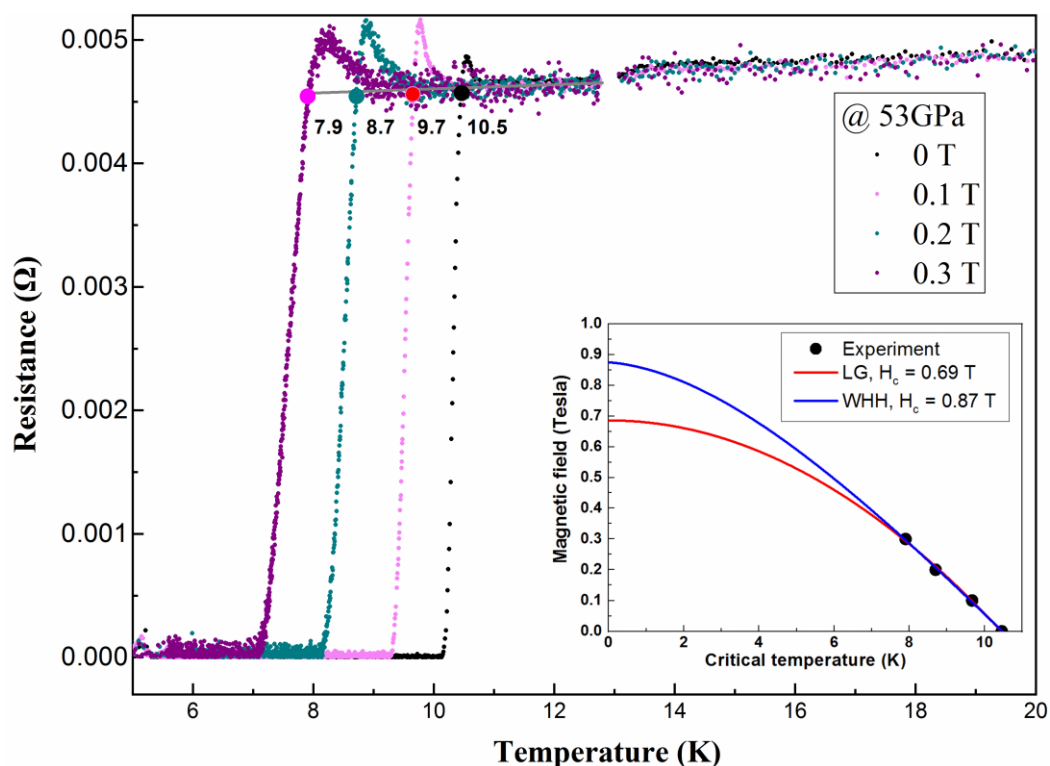 0.005
0.004
0.003
0.002
0.001
0.000
Resistance (Ω)
7.9 8.7 9.7 10.5
@ 53GPa
0 T
0.1 T
0.2 T
0.3 T
1.0
0.9
0.8
0.7
0.6
0.5
0.4
0.3
0.2
0.1
0.0
Magnetic field (Tesla)
Experiment
LG, Hc = 0.69 T
WHH, Hc = 0.87 T
0 2 4 6 8 10
Critical temperature (K)
6 8 10 12 14 16 18 20
Temperature (K)